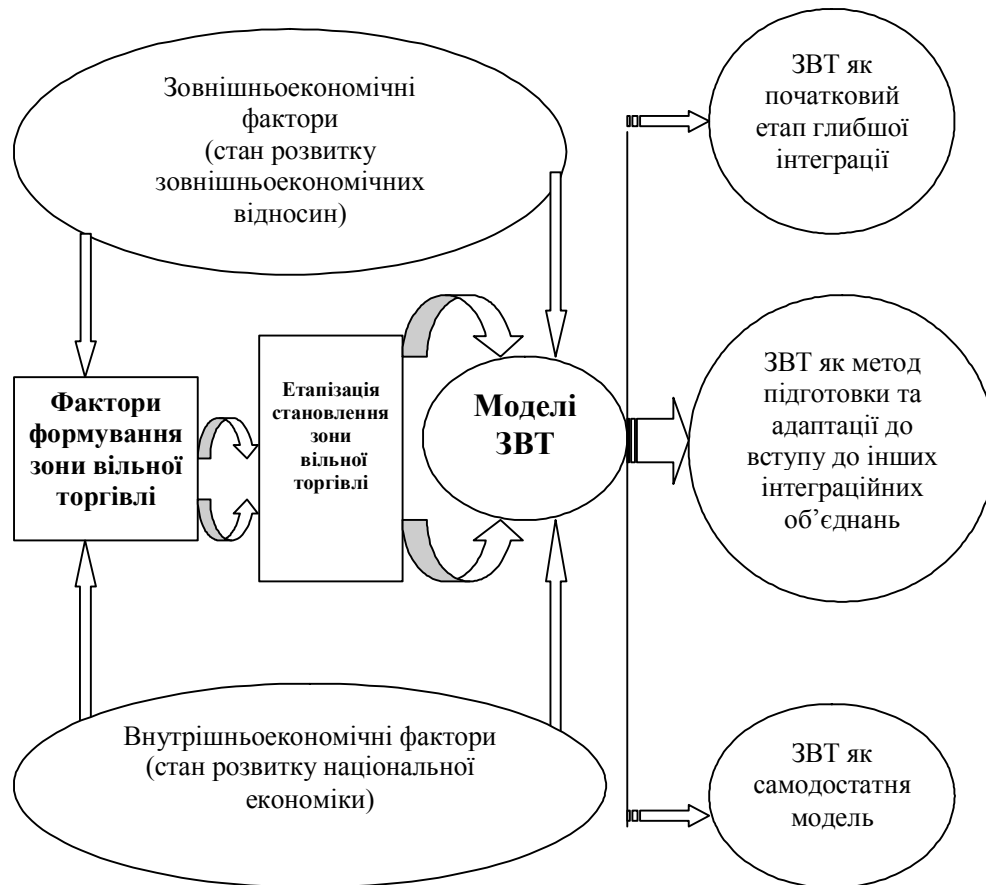 Зовнішньоекономічні
фактори
(стан розвитку
зовнішньоекономічних
відносин)
ЗВТ як
початковий
етап глибшої
інтеграції
Фактори
формування
зони вільної
торгівлі
Етапізація
становлення
зони
вільної
торгівлі
Моделі
ЗВТ
ЗВТ як метод
підготовки та
адаптації до
вступу до інших
інтеграційних
об’єднань
Внутрішньоекономічні фактори
(стан розвитку національної
економіки)
ЗВТ як
самодостатня
модель